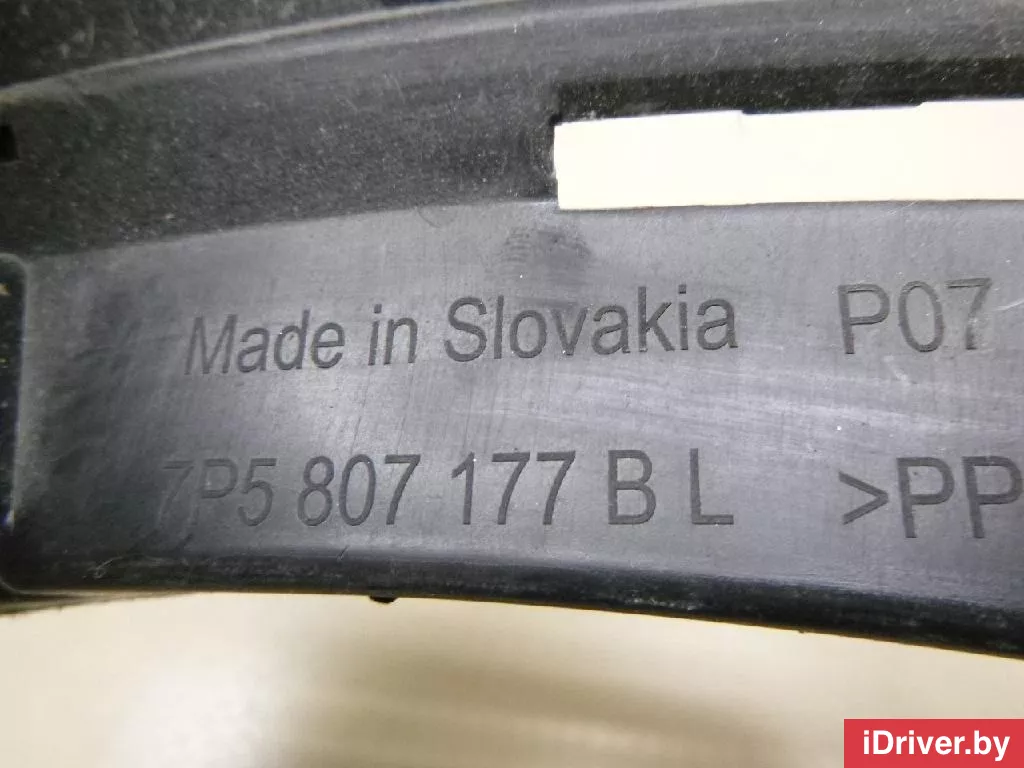 Made in Slovakia P07
7P5 807 177 B L >PP
iDriver.by